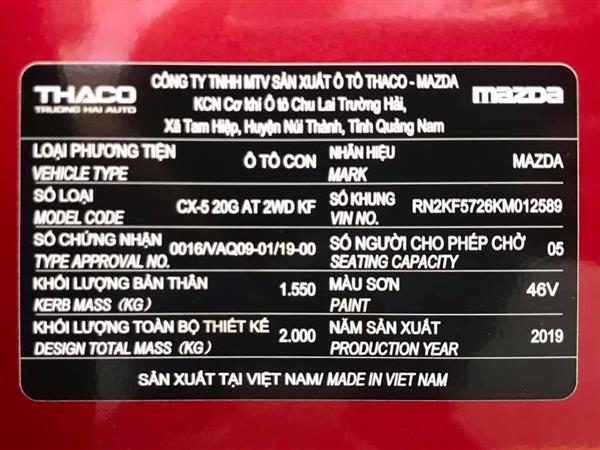 THACO
TRUONG HAI AUTO
CÔNG TY TNHH MTV SẢN XUẤT Ô TÔ THACO - MAZDA
KCN Cơ khí Ô tô Chu Lai Trường Hải,
Xã Tam Hiệp, Huyện Núi Thành, Tỉnh Quảng Nam
mazda
LOẠI PHƯƠNG TIỆN
VEHICLE TYPE
Ô TÔ CON
NHÃN HIỆU
MARK
MAZDA
SỐ LOẠI
MODEL CODE
CX-5 20G AT 2WD KF
SỐ KHUNG
VIN NO.
RN2KF5726KM012589
SỐ CHỨNG NHẬN
TYPE APPROVAL NO.
0016/VAQ09-01/19-00
SỐ NGƯỜI CHO PHÉP CHỞ
SEATING CAPACITY
05
KHỐI LƯỢNG BẢN THÂN
KERB MASS (KG)
1.550
MÀU SƠN
PAINT
46V
KHỐI LƯỢNG TOÀN BỘ THIẾT KẾ
DESIGN TOTAL MASS (KG)
2.000
NĂM SẢN XUẤT
PRODUCTION YEAR
2019
SẢN XUẤT TẠI VIỆT NAM/ MADE IN VIET NAM